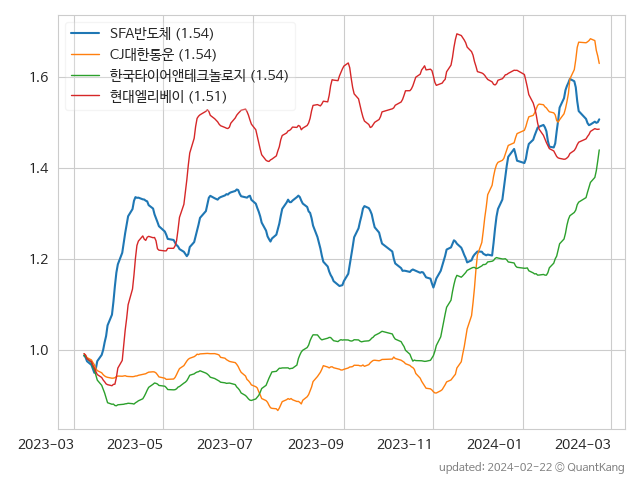 SFA반도체 (1.54)
CJ대한통운 (1.54)
한국타이어앤테크놀로지 (1.54)
현대엘리베이 (1.51)
1.6
1.4
1.2
1.0
2023-03 2023-05 2023-07 2023-09 2023-11 2024-01 2024-03
updated: 2024-02-22 © QuantKang